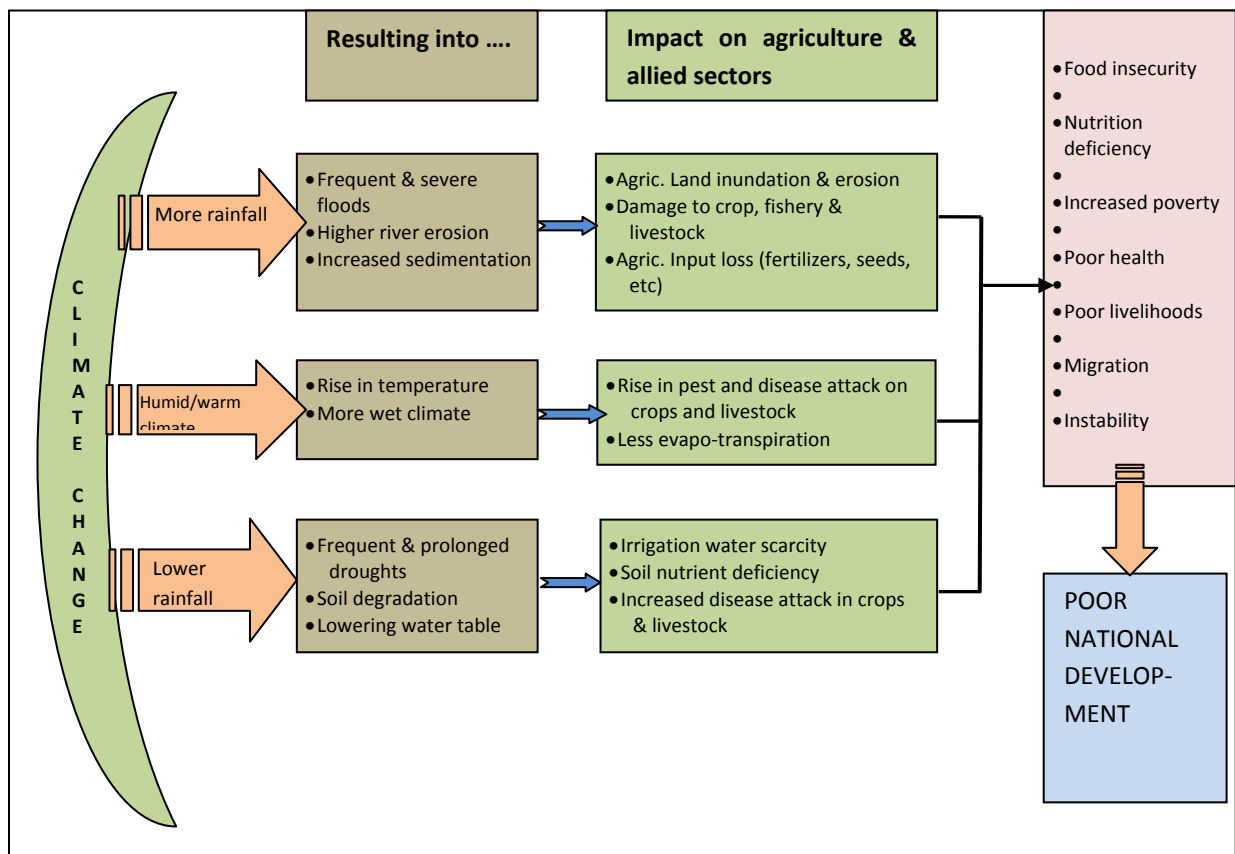 Resulting into ....
Impact on agriculture &
allied sectors
CLIMATE CHANGE
More rainfall
• Frequent & severe
floods
• Higher river erosion
• Increased sedimentation
• Agric. Land inundation & erosion
• Damage to crop, fishery &
livestock
• Agric. Input loss (fertilizers, seeds,
etc)
Humid/warm
climate
• Rise in temperature
• More wet climate
• Rise in pest and disease attack on
crops and livestock
• Less evapo-transpiration
Lower
rainfall
• Frequent & prolonged
droughts
• Soil degradation
• Lowering water table
• Irrigation water scarcity
• Soil nutrient deficiency
• Increased disease attack in crops
& livestock
• Food insecurity
•
• Nutrition
deficiency
•
• Increased poverty
•
• Poor health
•
• Poor livelihoods
•
• Migration
•
• Instability
POOR
NATIONAL
DEVELOP-
MENT